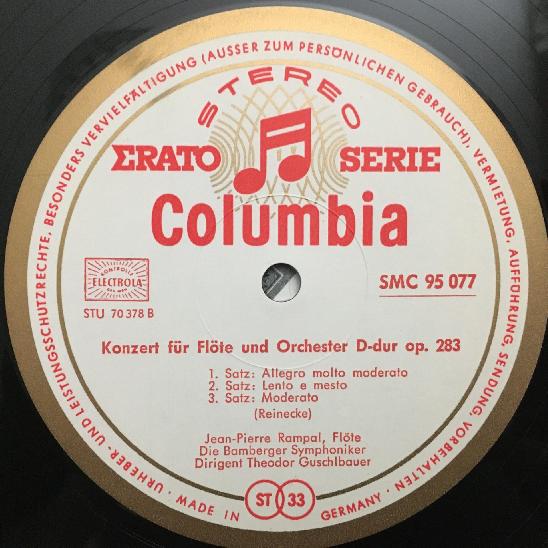 URHEBER- UND LEISTUNGSSCHUTZRECHTE, BESONDERS VERVIELFÄLTIGUNG (AUSSER ZUM PERSÖNLICHEN GEBRAUCH), VERMIETUNG, AUFFÜHRUNG, SENDUNG, VORBEHALTEN ·
STEREO
ΣRATO SERIE
Columbia
ELECTROLA
SMC 95 077
STU 70 378 B
Konzert für Flöte und Orchester D-dur op. 283
1. Satz: Allegro molto moderato
2. Satz: Lento e mesto
3. Satz: Moderato
(Reinecke)
Jean-Pierre Rampal, Flöte
Die Bamberger Symphoniker
Dirigent Theodor Guschlbauer
· MADE IN GERMANY ·
ST 33